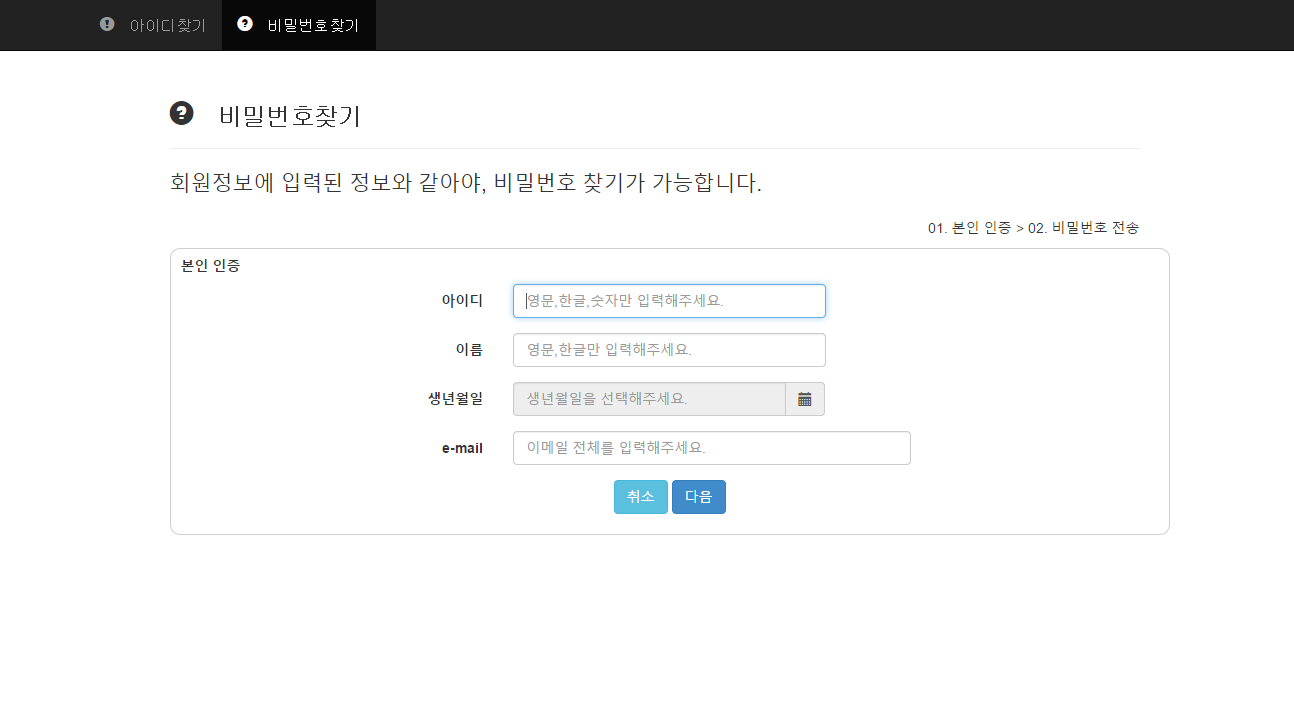 아이디찾기 비밀번호찾기
비밀번호찾기
회원정보에 입력된 정보와 같아야, 비밀번호 찾기가 가능합니다.
01. 본인 인증 > 02. 비밀번호 전송
본인 인증
아이디 영문,한글,숫자만 입력해주세요.
이름 영문,한글만 입력해주세요.
생년월일 생년월일을 선택해주세요.
e-mail 이메일 전체를 입력해주세요.
취소 다음